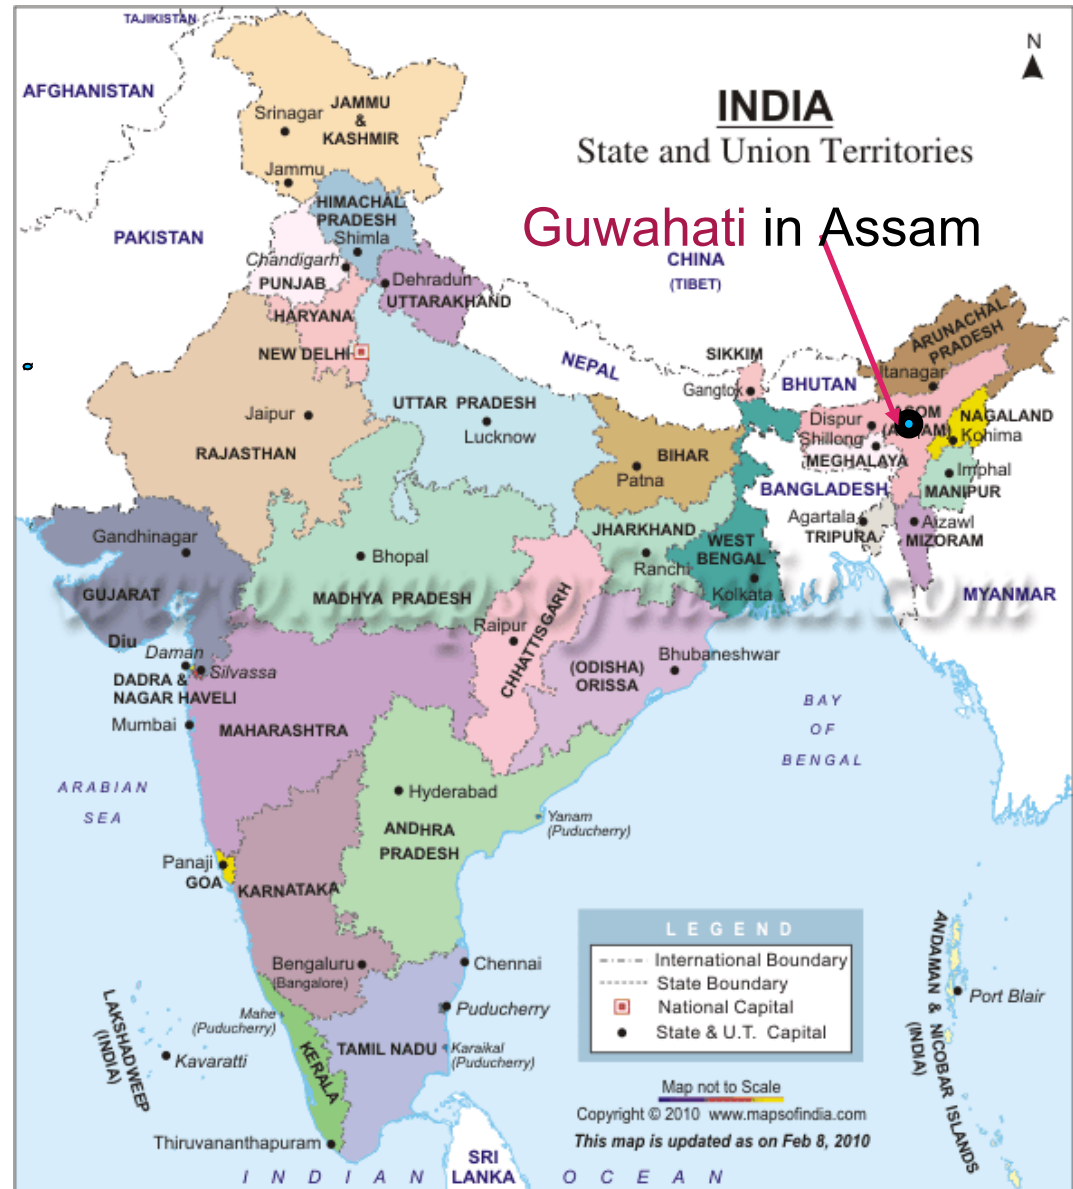 TAJIKISTAN
AFGHANISTAN
N
INDIA
State and Union Territories
JAMMU
&
KASHMIR
Srinagar
Jammu
HIMACHAL
PRADESH
Shimla
PAKISTAN
Guwahati in Assam
CHINA
(TIBET)
Chandigarh
PUNJAB
Dehradun
UTTARAKHAND
HARYANA
NEW DELHI
NEPAL
SIKKIM
Gangtok
BHUTAN
ARUNACHAL
PRADESH
Itanagar
UTTAR PRADESH
Lucknow
Jaipur
RAJASTHAN
BIHAR
Patna
Dispur
Shillong
MEGHALAYA
NAGALAND
Kohima
Imphal
MANIPUR
BANGLADESH
Agartala
TRIPURA
Aizawl
MIZORAM
MYANMAR
Gandhinagar
GUJARAT
Diu
Bhopal
MADHYA PRADESH
JHARKHAND
Ranchi
WEST
BENGAL
Kolkata
www.mapsofindia.com
Raipur
CHHATTISGARH
(ODISHA)
ORISSA
Bhubaneshwar
Daman
Silvassa
DADRA &
NAGAR HAVELI
Mumbai
MAHARASHTRA
BAY
OF
BENGAL
ARABIAN
SEA
Hyderabad
ANDHRA
PRADESH
Yanam
(Puducherry)
Panaji
GOA
KARNATAKA
Bengaluru
(Bangalore)
Chennai
Puducherry
Mahe
(Puducherry)
KERALA
TAMIL NADU
Karaikal
(Puducherry)
LAKSHADWEEP
(INDIA)
Kavaratti
Thiruvananthapuram
SRI
LANKA
INDIAN OCEAN
LEGEND
International Boundary
State Boundary
National Capital
State & U.T. Capital
Map not to Scale
Copyright © 2010 www.mapsofindia.com
This map is updated as on Feb 8, 2010
ANDAMAN & NICOBAR ISLANDS
(INDIA)
Port Blair